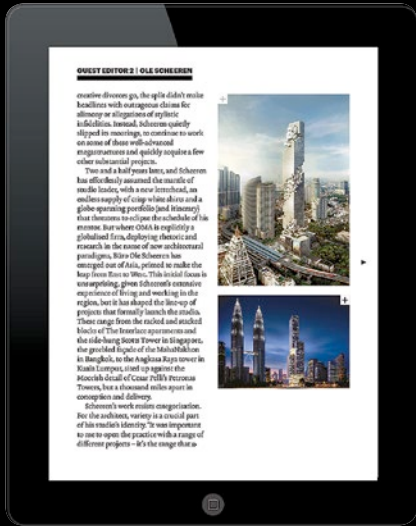 GUEST EDITOR 2 | OLE SCHEEREN
creative divorces go, the split didn't make
headlines with outrageous claims for
alimony or allegations of stylistic
infidelities. Instead, Scheeren quietly
slipped its moorings, to continue to work
on some of these well-advanced
megastructures and quickly acquire a few
other substantial projects.
Two and a half years later, and Scheeren
has effortlessly assumed the mantle of
studio leader, with a new letterhead, an
endless supply of crisp white shirts and a
globe-spanning portfolio (and itinerary)
that threatens to eclipse the schedule of his
mentor. But where OMA is explicitly a
globalised firm, deploying rhetoric and
research in the name of new architectural
paradigms, Büro Ole Scheeren has
emerged out of Asia, primed to make the
leap from East to West. This initial focus is
unsurprising, given Scheeren's extensive
experience of living and working in the
region, but it has shaped the line-up of
projects that formally launch the studio.
These range from the racked and stacked
blocks of The Interlace apartments and
the side-hung Scotts Tower in Singapore,
the greebled façade of the MahaNakhon
in Bangkok, to the Angkasa Raya tower in
Kuala Lumpur, sized up against the
Moorish detail of Cesar Pelli's Petronas
Towers, but a thousand miles apart in
conception and delivery.
Scheeren's work resists categorisation.
For the architect, variety is a crucial part
of his studio's identity. 'It was important
to me to open the practice with a range of
different projects – it's the range that a-